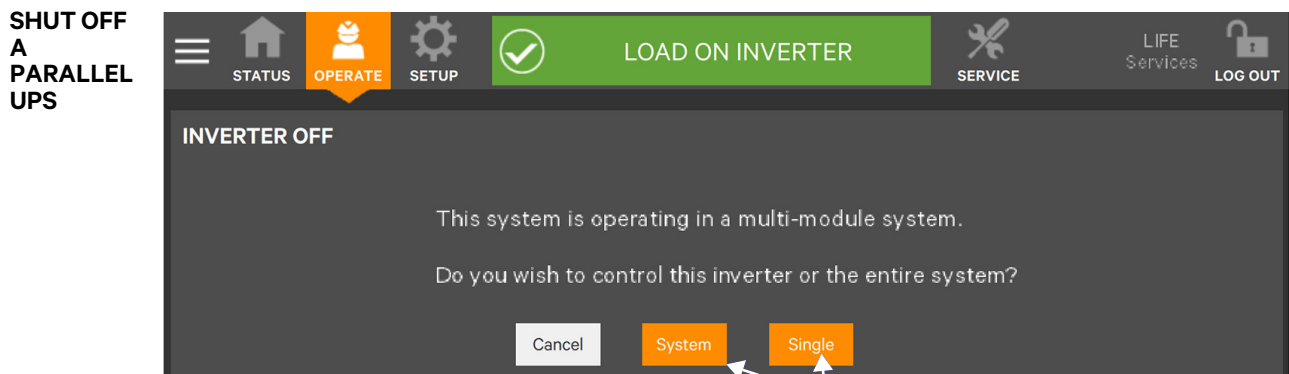 SHUT OFF
A
PARALLEL
UPS
STATUS
OPERATE
SETUP
LOAD ON INVERTER
SERVICE
LIFE
Services
LOG OUT
INVERTER OFF
This system is operating in a multi-module system.
Do you wish to control this inverter or the entire system?
Cancel
System
Single